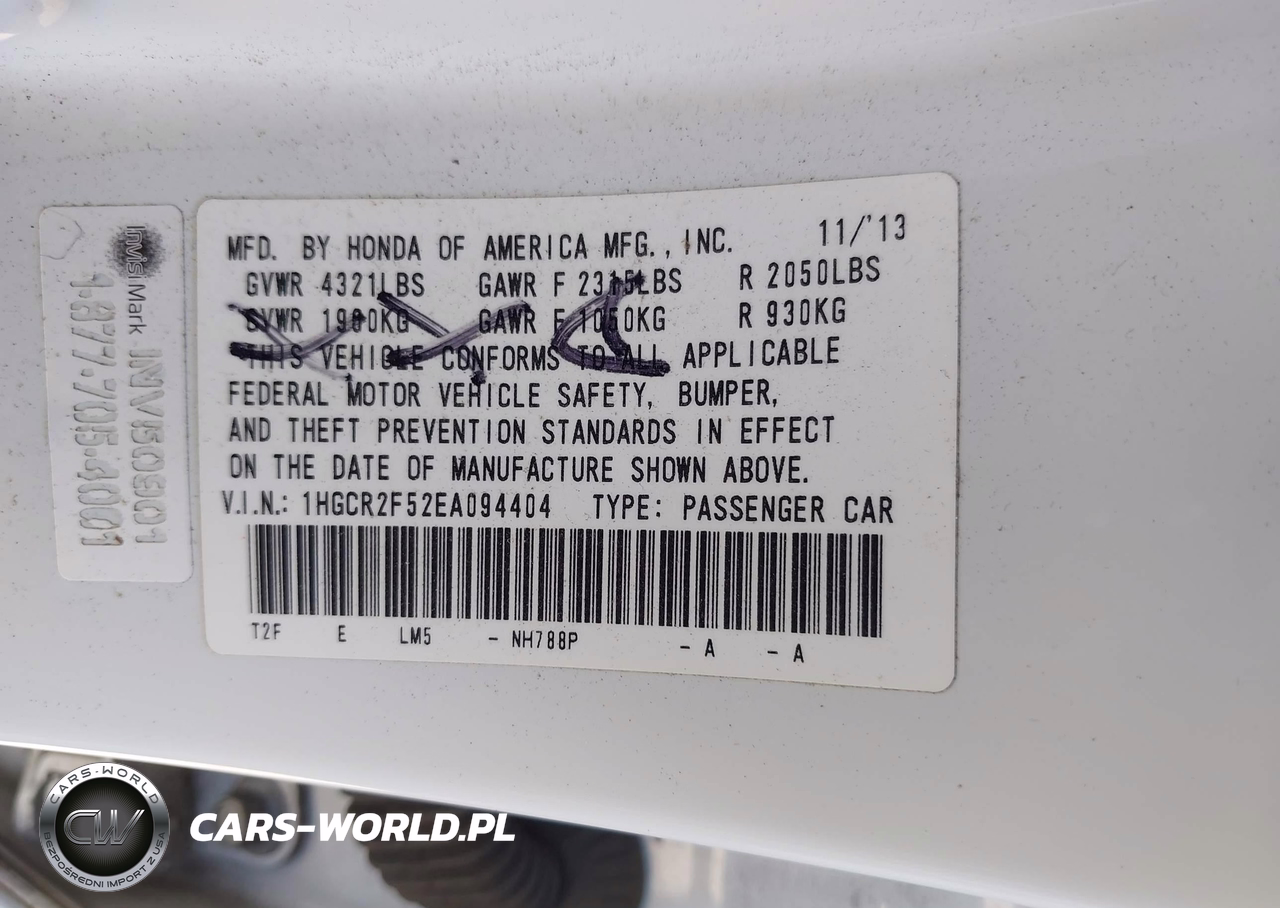 MFD. BY HONDA OF AMERICA MFG., INC. 11/'13
GVWR 4321LBS GAWR F 2315LBS R 2050LBS
GVWR 1960KG GAWR F 1050KG R 930KG
THIS VEHICLE CONFORMS TO ALL APPLICABLE
FEDERAL MOTOR VEHICLE SAFETY, BUMPER,
AND THEFT PREVENTION STANDARDS IN EFFECT
ON THE DATE OF MANUFACTURE SHOWN ABOVE.
V.I.N.: 1HGCR2F52EA094404 TYPE: PASSENGER CAR
T2F E LM5 - NH788P - A - A
InvisiMark
1.877.705.4001
CARS-WORLD
CW
BEZPOŚREDNI IMPORT Z USA
CARS-WORLD.PL